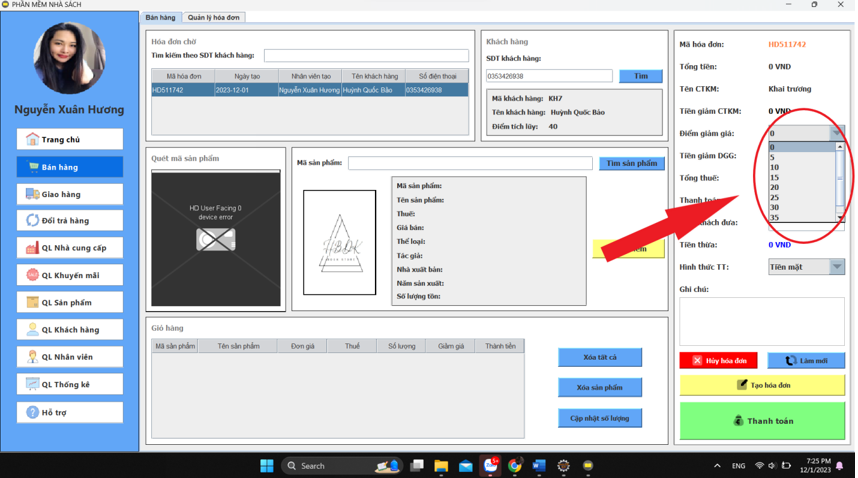 PHẦN MỀM NHÀ SÁCH
Bán hàng
Quản lý hóa đơn
Nguyễn Xuân Hương
Trang chủ
Bán hàng
Giao hàng
Đổi trả hàng
QL Nhà cung cấp
QL Khuyến mãi
QL Sản phẩm
QL Khách hàng
QL Nhân viên
QL Thống kê
Hỗ trợ
Hóa đơn chờ
Tìm kiếm theo SDT khách hàng:
Mã hóa đơn Ngày tạo Nhân viên tạo Tên khách hàng Số điện thoại
HD511742 2023-12-01 Nguyễn Xuân Hương Huỳnh Quốc Bảo 0353426938
Khách hàng
SDT khách hàng:
0353426938 Tìm
Mã khách hàng: KH7
Tên khách hàng: Huỳnh Quốc Bảo
Điểm tích lũy: 40
Quét mã sản phẩm
HD User Facing 0
device error
Mã sản phẩm: Tìm sản phẩm
Mã sản phẩm:
Tên sản phẩm:
Thuế:
Giá bán:
Thể loại:
Tác giả:
Nhà xuất bản:
Năm sản xuất:
Số lượng tồn:
Giỏ hàng
Mã sản phẩm Tên sản phẩm Đơn giá Thuế Số lượng Giảm giá Thành tiền
Xóa tất cả
Xóa sản phẩm
Cập nhật số lượng
Mã hóa đơn: HD511742
Tổng tiền: 0 VND
Tên CTKM: Khai trương
Tiền giảm CTKM: 0 VND
Điểm giảm giá: 0
0
5
10
15
20
25
30
35
Tiền giảm DGG:
Tổng thuế:
Thanh toán
khách đưa:
Tiền thừa: 0 VND
Hình thức TT: Tiền mặt
Ghi chú:
Hủy hóa đơn
Làm mới
Tạo hóa đơn
Thanh toán
Search
5+
ENG
7:25 PM
12/1/2023